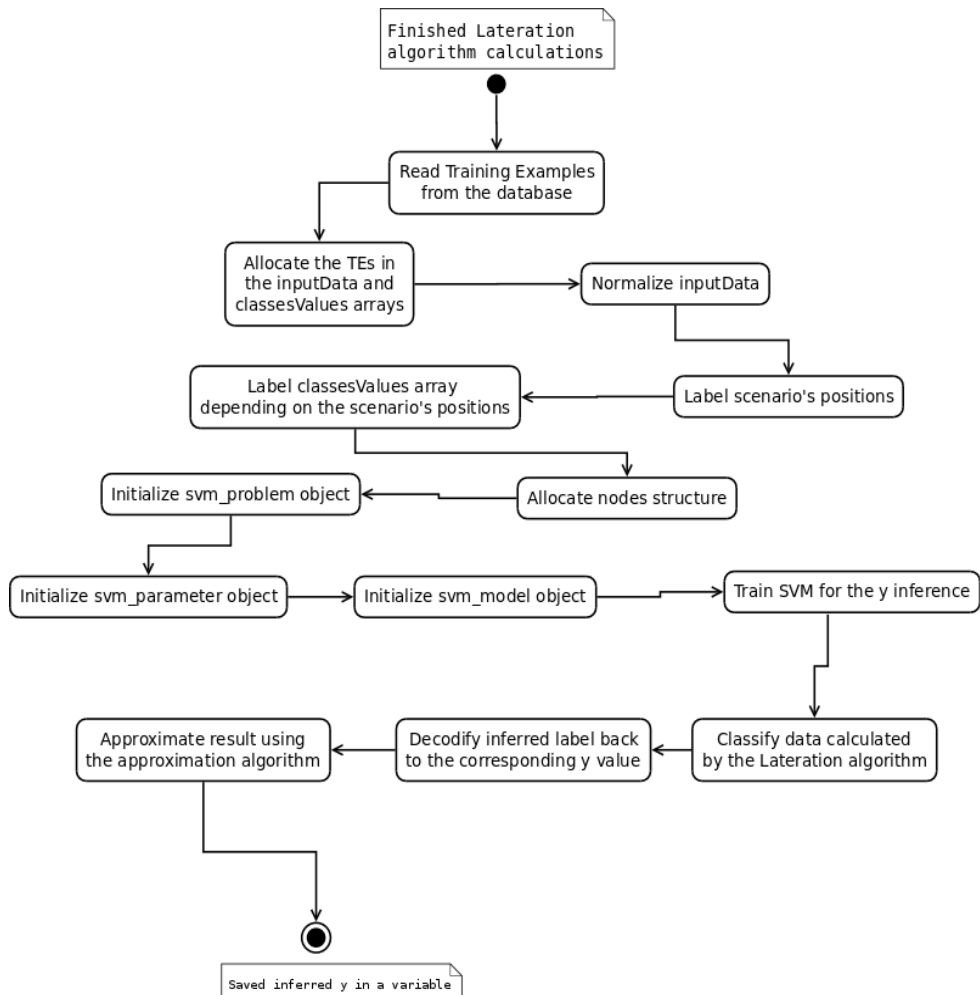 Finished Lateration
algorithm calculations
Read Training Examples
from the database
Allocate the TEs in
the inputData and
classesValues arrays
Normalize inputData
Label scenario's positions
Label classesValues array
depending on the scenario's positions
Allocate nodes structure
Initialize svm_problem object
Initialize svm_parameter object
Initialize svm_model object
Train SVM for the y inference
Classify data calculated
by the Lateration algorithm
Decodify inferred label back
to the corresponding y value
Approximate result using
the approximation algorithm
Saved inferred y in a variable